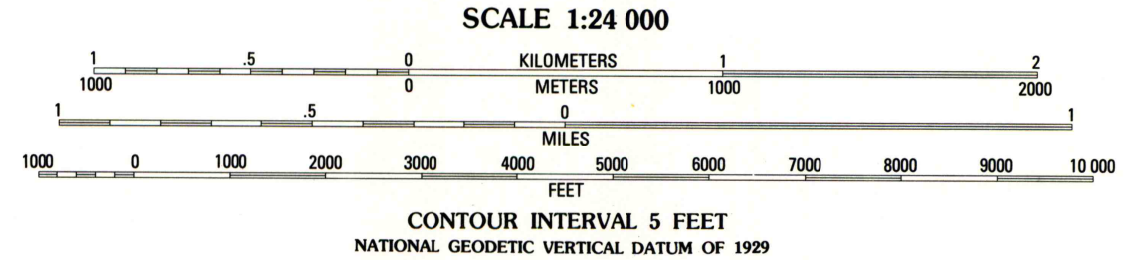 SCALE 1:24 000
1 .5 0 KILOMETERS 1 2
1000 0 METERS 1000 2000
1 .5 0 1
MILES
1000 0 1000 2000 3000 4000 5000 6000 7000 8000 9000 10 000
FEET
CONTOUR INTERVAL 5 FEET
NATIONAL GEODETIC VERTICAL DATUM OF 1929